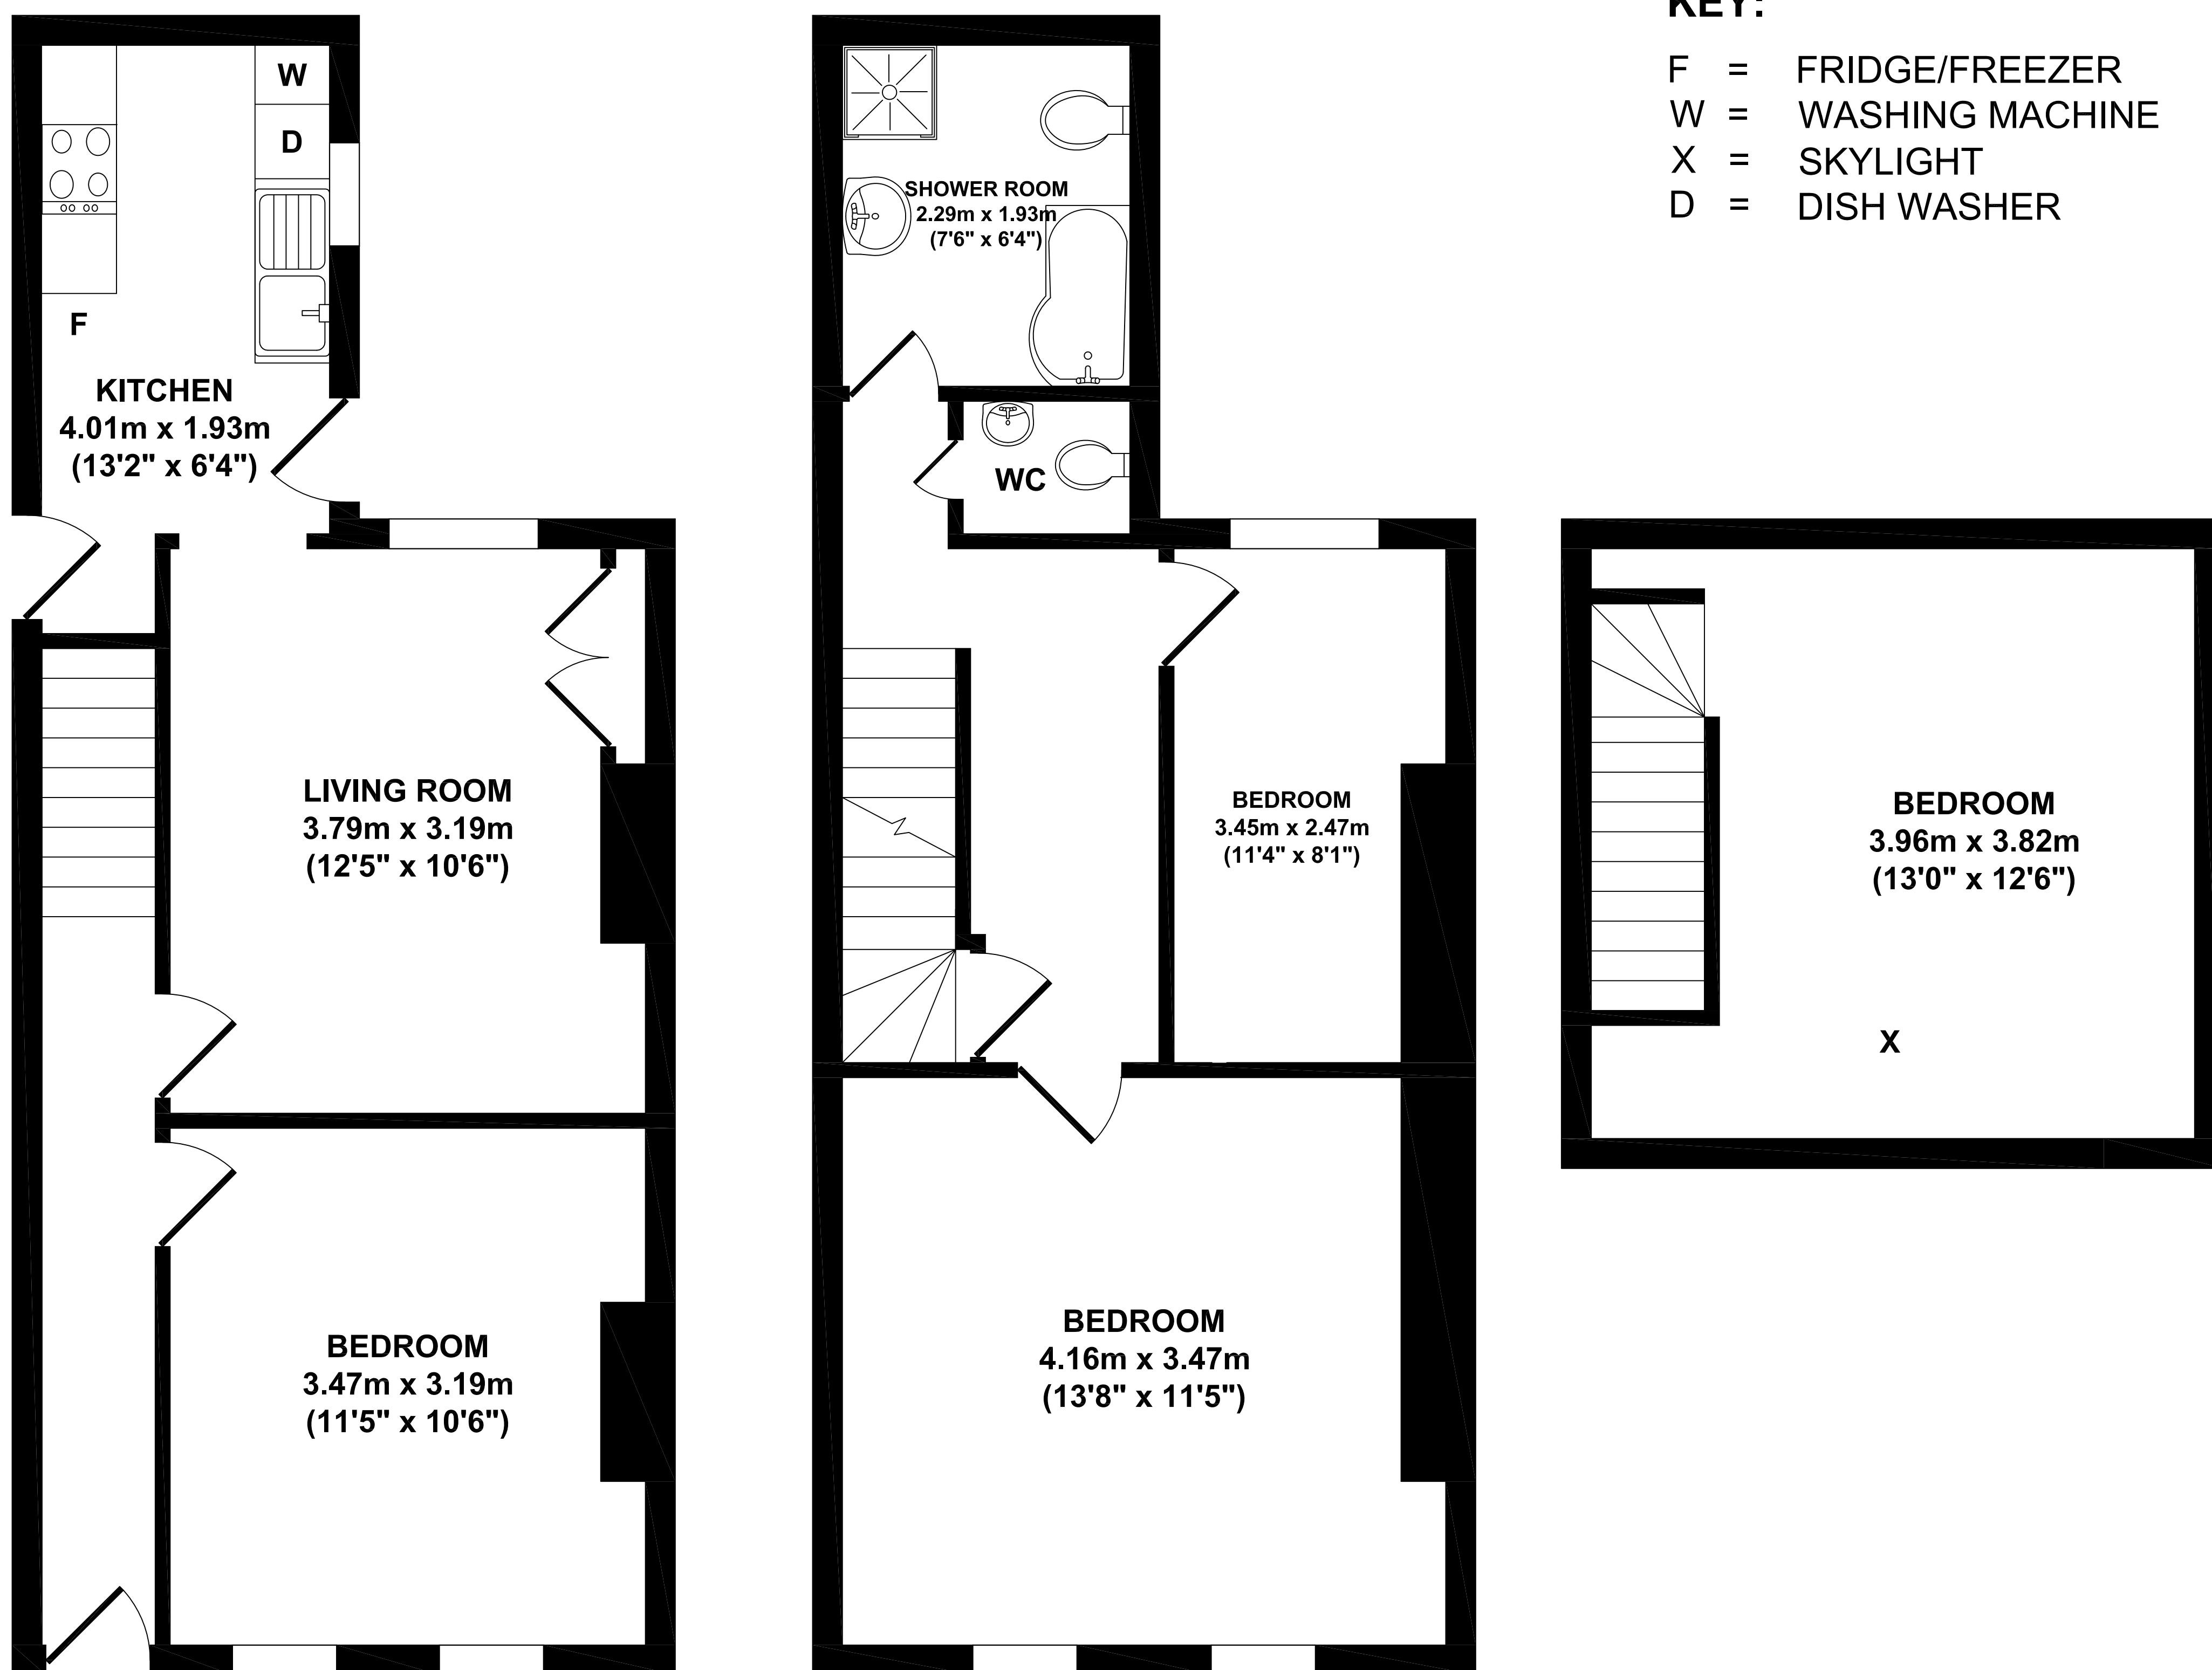 KEY:
F = FRIDGE/FREEZER
W = WASHING MACHINE
X = SKYLIGHT
D = DISH WASHER
W
D
F
KITCHEN
4.01m x 1.93m
(13'2" x 6'4")
LIVING ROOM
3.79m x 3.19m
(12'5" x 10'6")
BEDROOM
3.47m x 3.19m
(11'5" x 10'6")
SHOWER ROOM
2.29m x 1.93m
(7'6" x 6'4")
WC
BEDROOM
3.45m x 2.47m
(11'4" x 8'1")
BEDROOM
4.16m x 3.47m
(13'8" x 11'5")
BEDROOM
3.96m x 3.82m
(13'0" x 12'6")
X